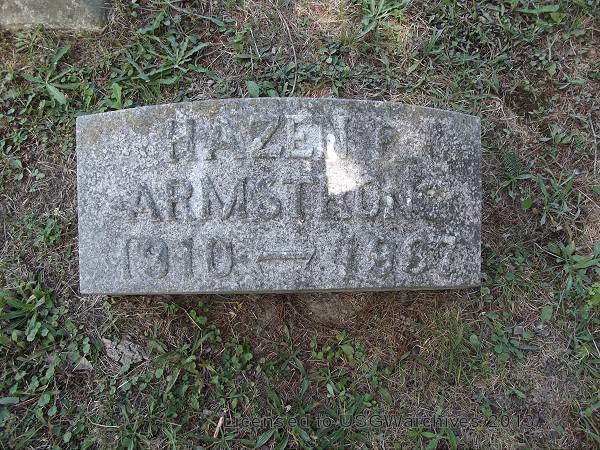 HAZEN
ARMSTRONG
1910 —
Licensed to USGWarchives